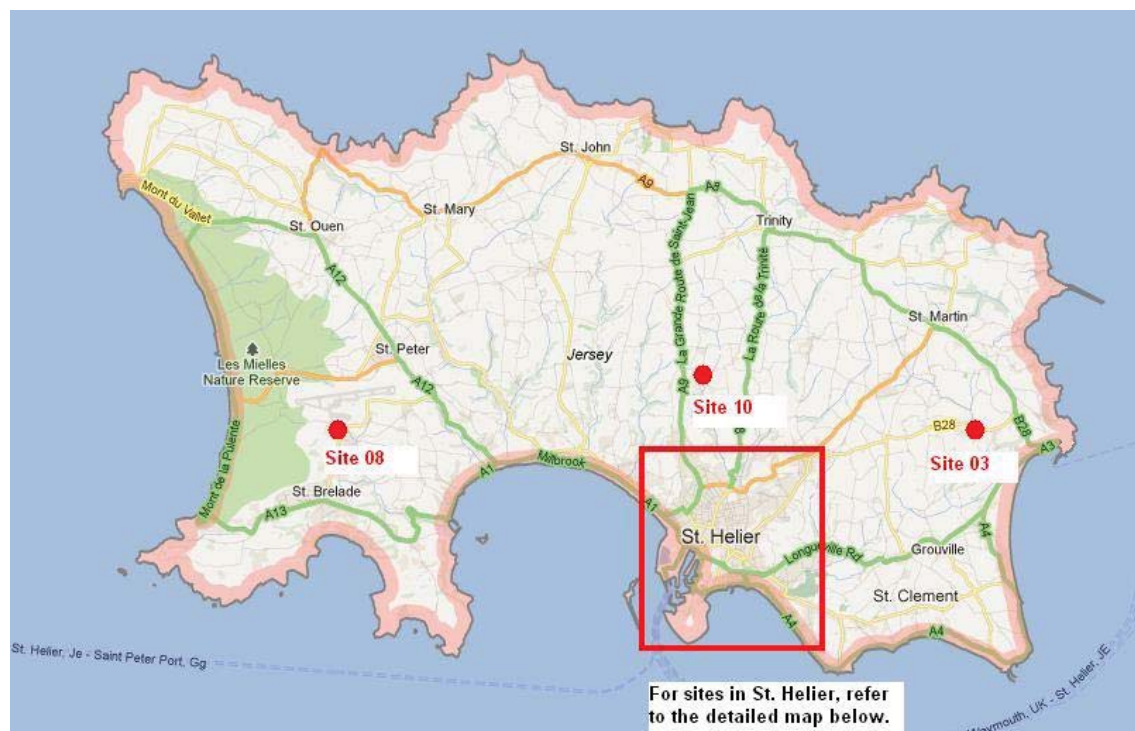 St. John
A9
A8
Mont du Vallet
St. Mary
Trinity
St. Ouen
A12
La Grande Route de Saint-Jean
La Route de la Trinité
St. Martin
St. Peter
Jersey
Les Mielles
Nature Reserve
A12
A9
Site 10
B28
B28
A3
Site 08
Site 03
Mont de la Pulente
A1
Millbrook
St. Brelade
A13
A1
St. Helier
Longueville Rd
Grouville
A4
St. Clement
A4
A4
St. Helier, Je - Saint Peter Port, Gg
Weymouth, UK - St. Helier, JE
For sites in St. Helier, refer
to the detailed map below.